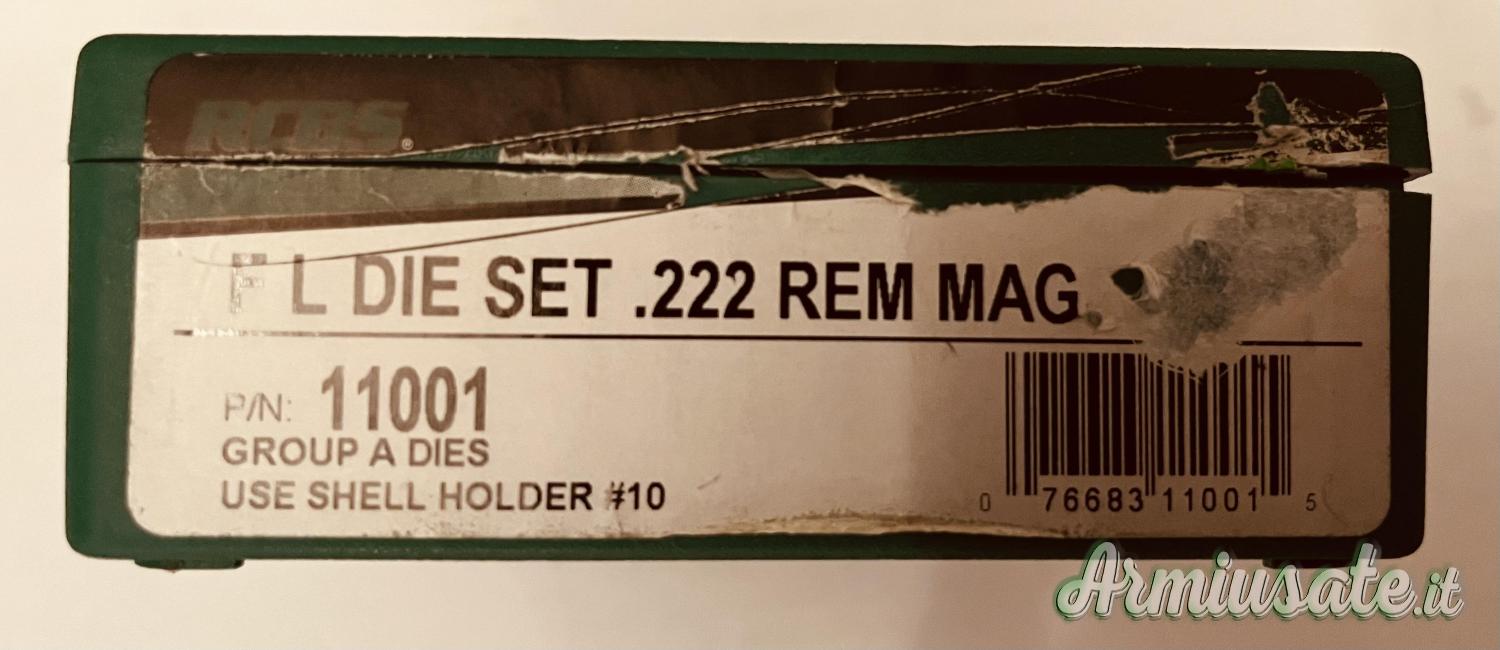 RCBS®
F L DIE SET .222 REM MAG
P/N: 11001
GROUP A DIES
USE SHELL HOLDER #10
0 76683 11001 5
Armiusate.it